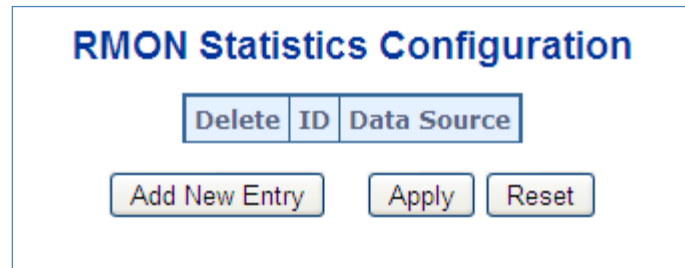 RMON Statistics Configuration
Delete ID Data Source
Add New Entry Apply Reset